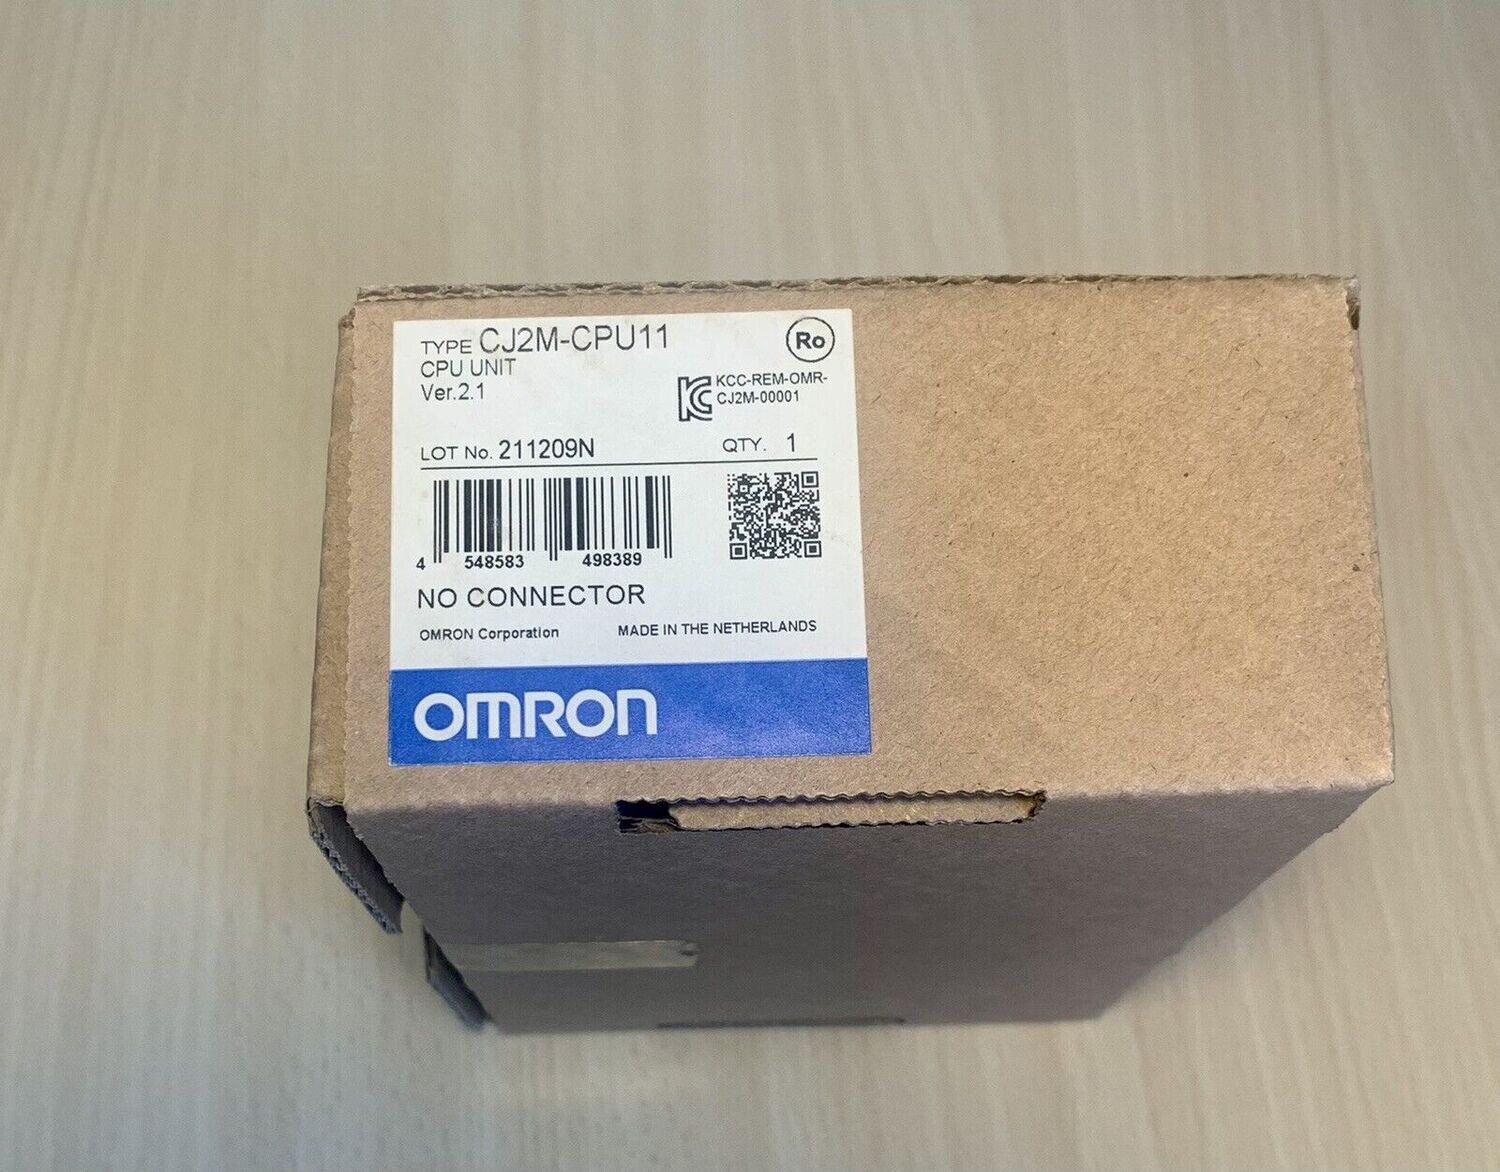 TYPE CJ2M-CPU11
Ro
CPU UNIT
Ver.2.1
KC KCC-REM-OMR-
CJ2M-00001
LOT No. 211209N QTY. 1
4 548583 498389
NO CONNECTOR
OMRON Corporation MADE IN THE NETHERLANDS
OMRON